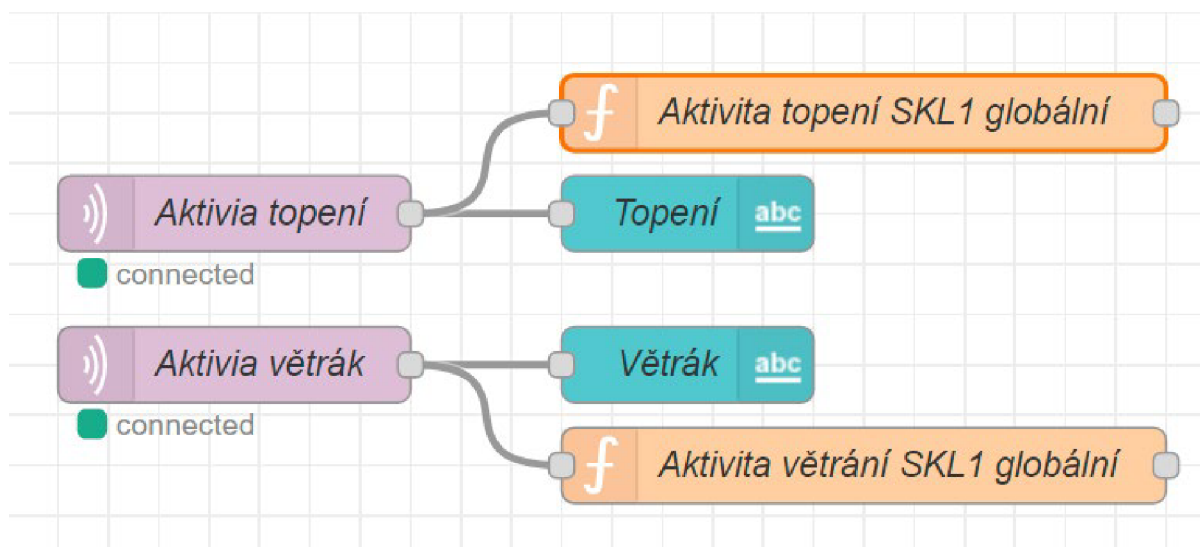 Aktivita topení SKL1 globální
Aktivia topení
Topení abc
connected
Aktivia větrák
Větrák abc
connected
Aktivita větrání SKL1 globální